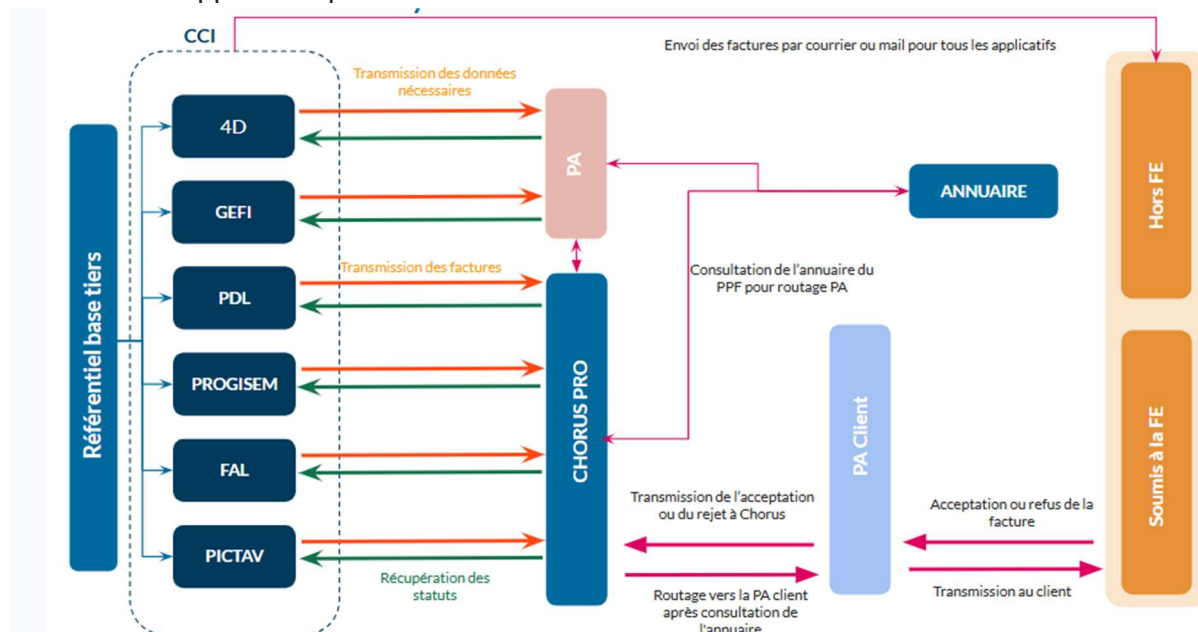 CCI
Envoi des factures par courrier ou mail pour tous les applicatifs
Transmission des données
nécessaires
4D
GEFI
PDL
PROGISEM
FAL
PICTAV
Référentiel base tiers
PA
ANNUAIRE
Hors FE
Transmission des factures
Consultation de l'annuaire du
PPF pour routage PA
CHORUS PRO
PA Client
Soumis à la FE
Transmission de l'acceptation
ou du rejet à Chorus
Acceptation ou refus de la
facture
Récupération des
statuts
Routage vers la PA client
après consultation de
l'annuaire
Transmission au client